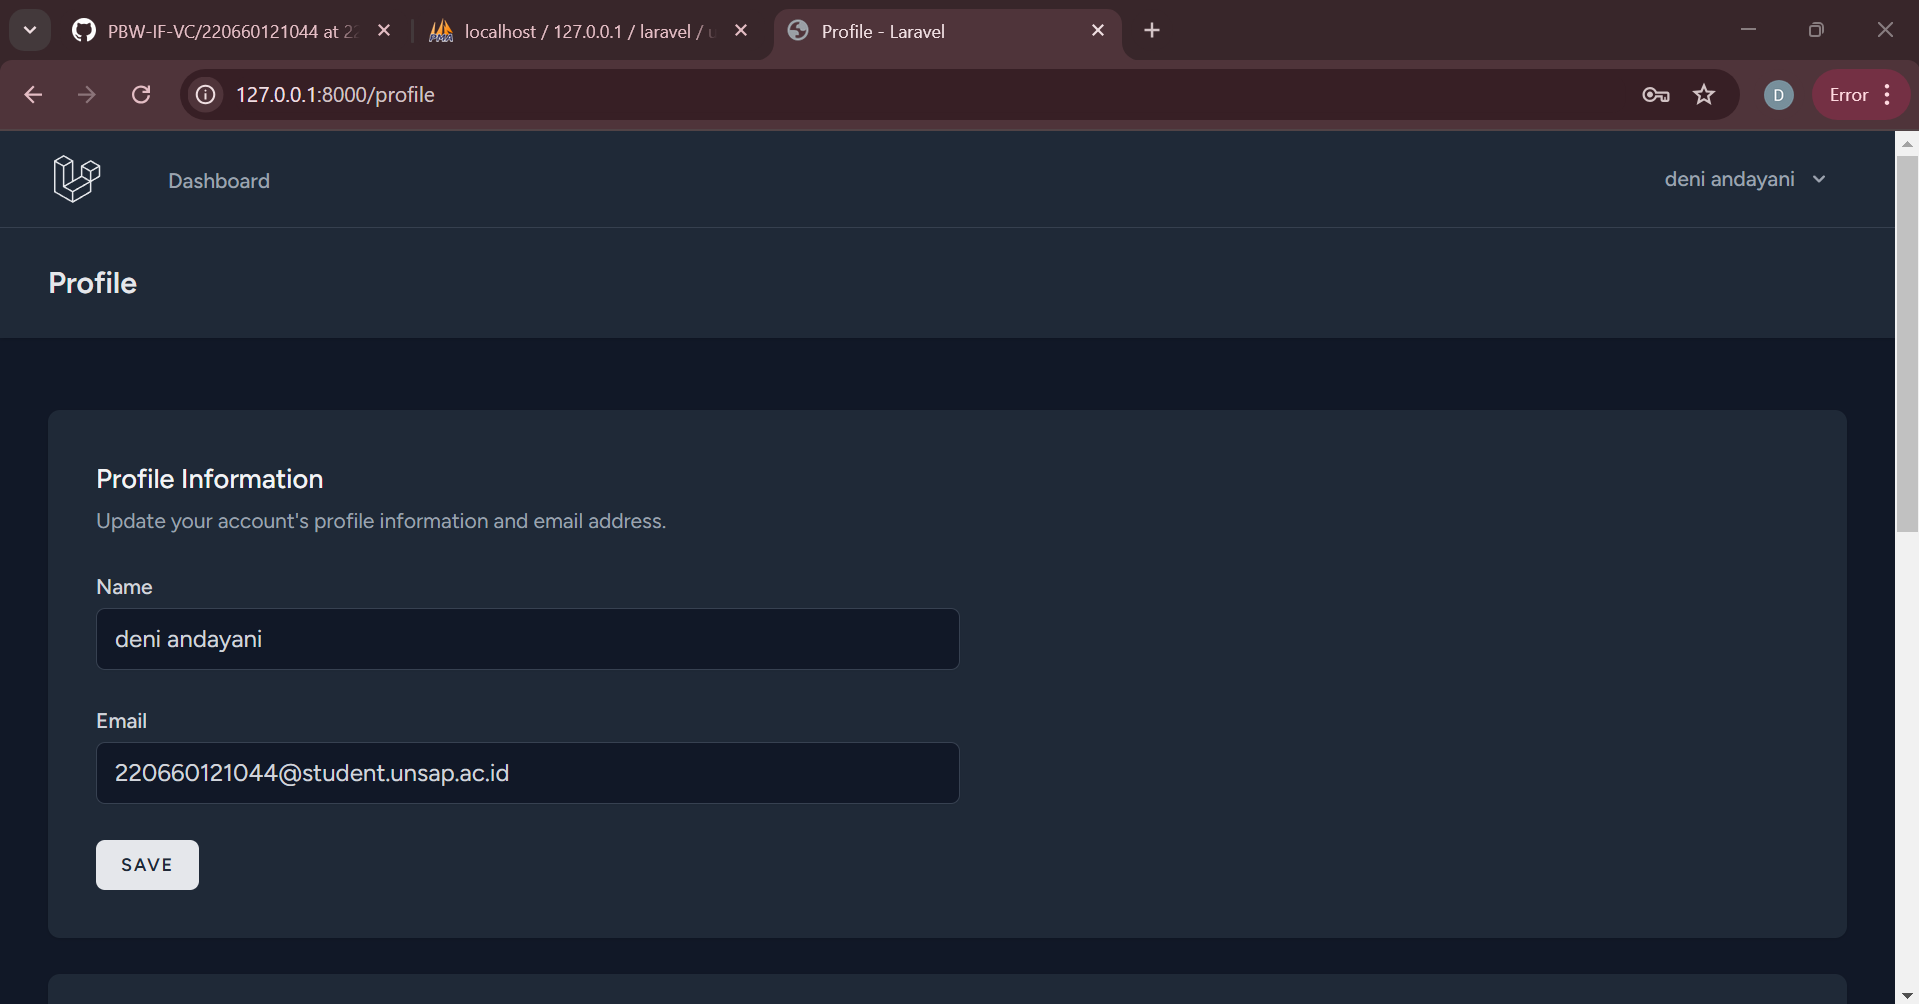 PBW-IF-VC/220660121044 at 22
localhost / 127.0.0.1 / laravel / u
Profile - Laravel
127.0.0.1:8000/profile
D
Error
Dashboard
deni andayani
Profile
Profile Information
Update your account's profile information and email address.
Name
deni andayani
Email
220660121044@student.unsap.ac.id
SAVE